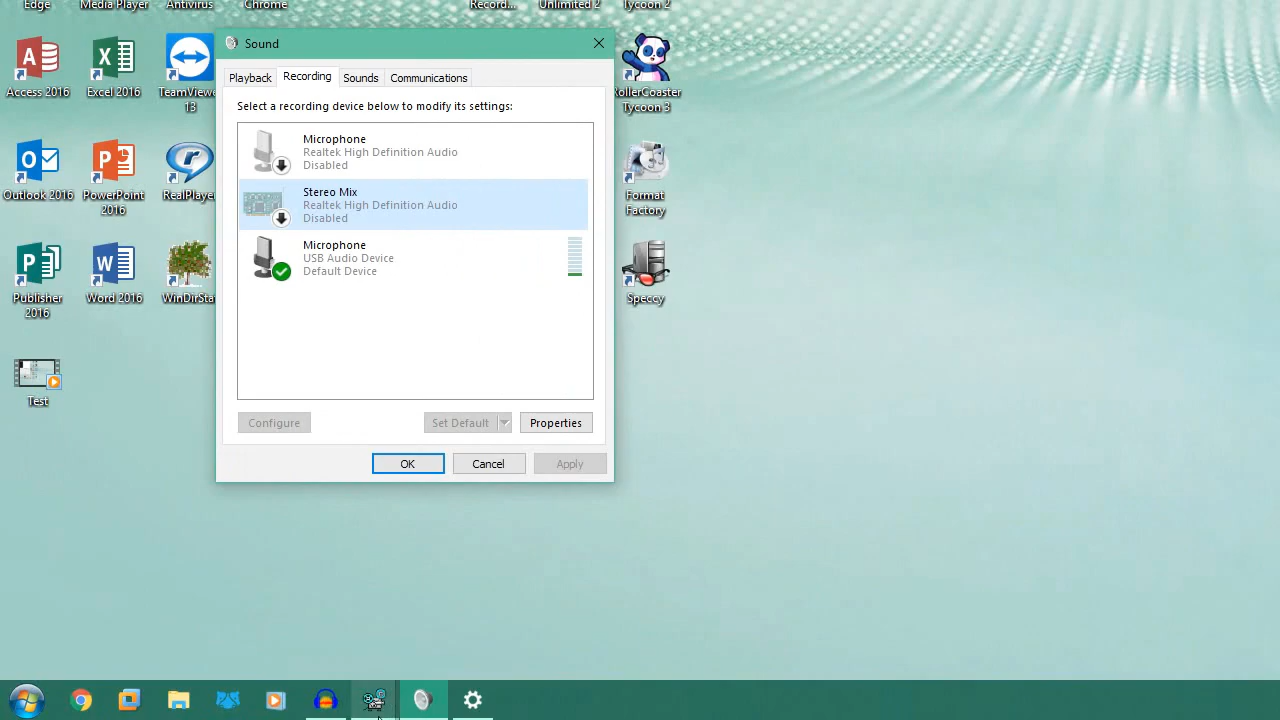 Edge
Media Player
Antivirus
Chrome
Record...
Unlimited 2
Tycoon 2
Access 2016
Excel 2016
TeamViewe
13
Outlook 2016
PowerPoint
2016
RealPlayer
Publisher
2016
Word 2016
WinDirSta
Test
Sound
Playback
Recording
Sounds
Communications
Select a recording device below to modify its settings:
Microphone
Realtek High Definition Audio
Disabled
Stereo Mix
Realtek High Definition Audio
Disabled
Microphone
USB Audio Device
Default Device
Configure
Set Default
Properties
OK
Cancel
Apply
RollerCoaster
Tycoon 3
Format
Factory
Speccy